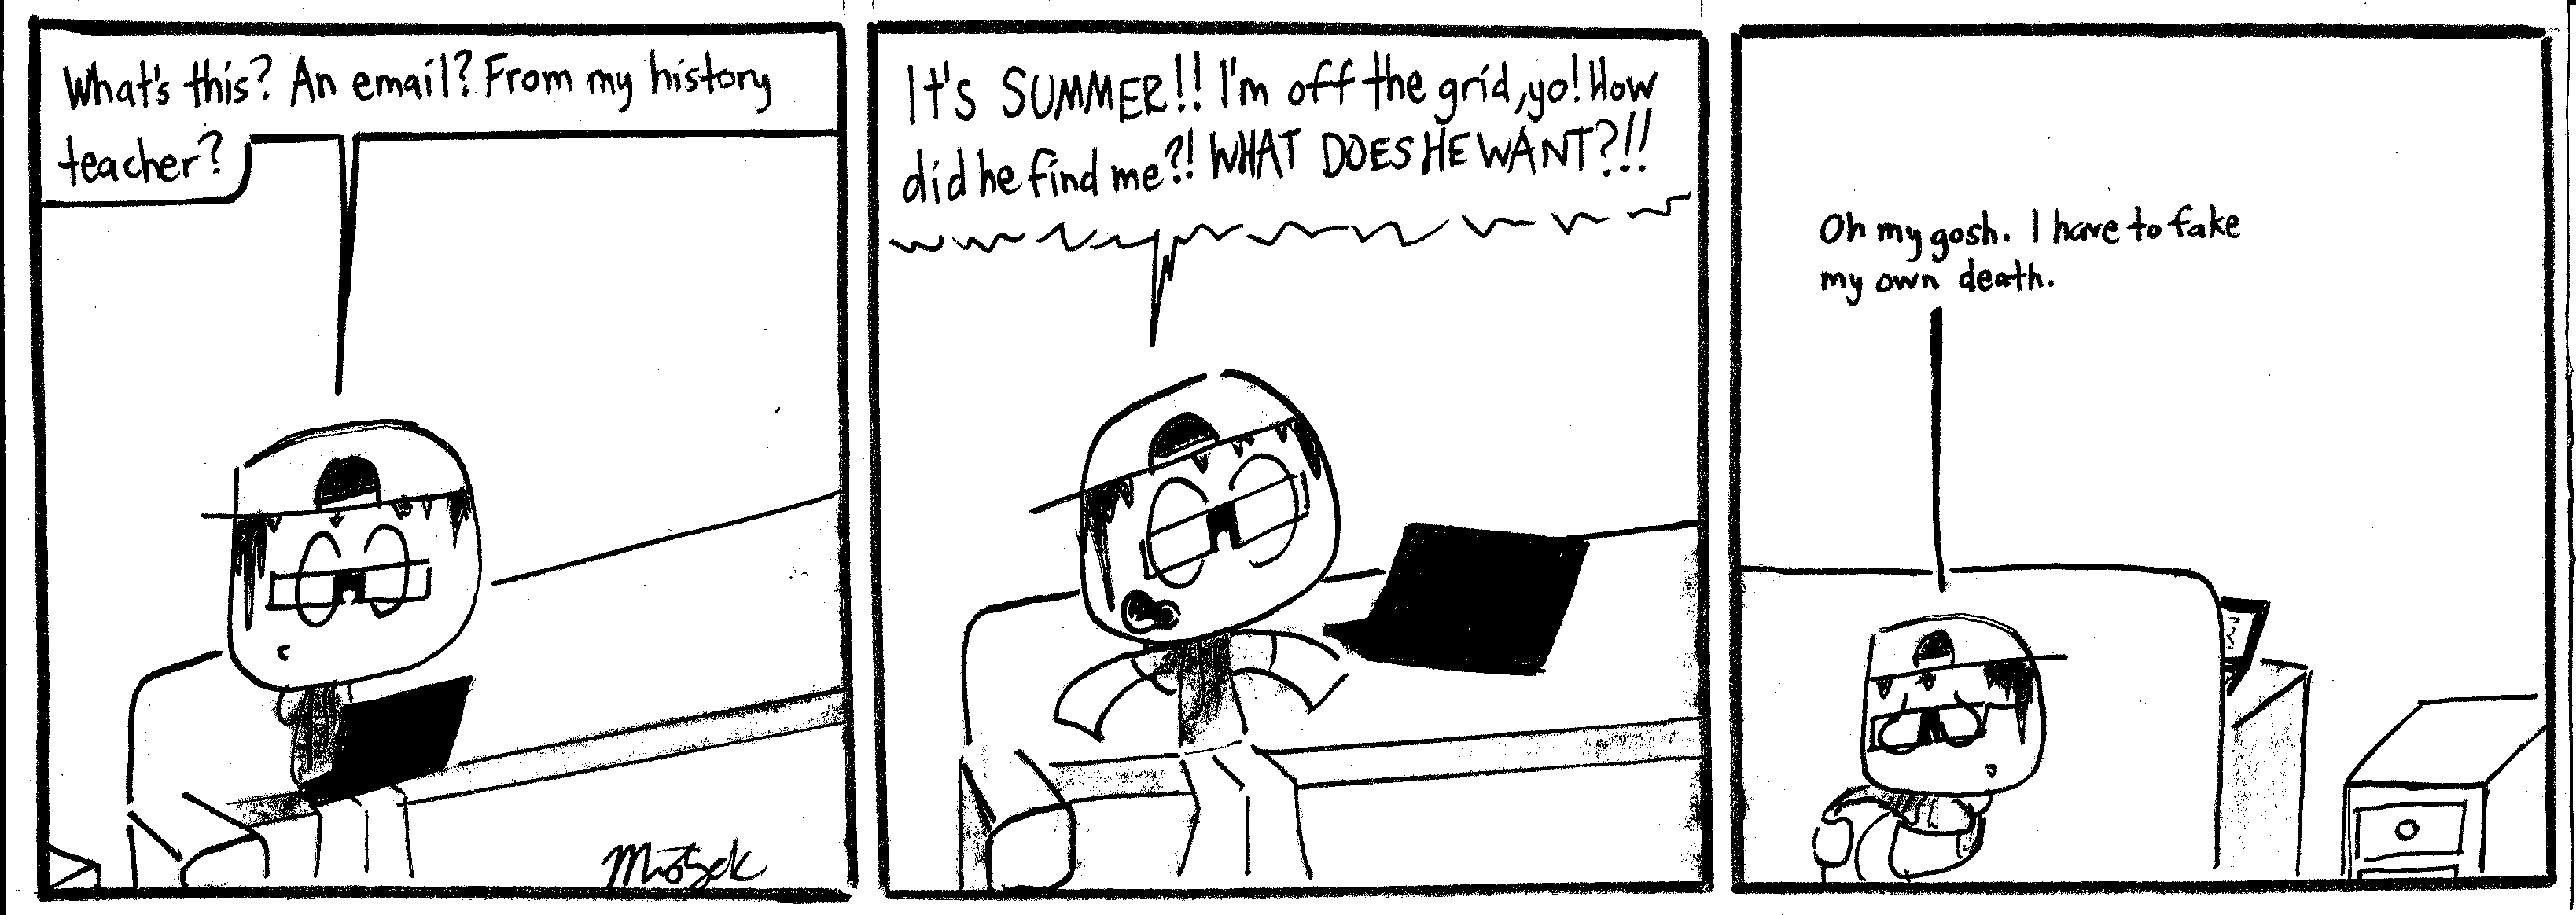 What's this? An email? From my history
teacher?
It's SUMMER!! I'm off the grid, yo! How
did he find me?! WHAT DOES HE WANT?!!
Oh my gosh. I have to fake
my own death.